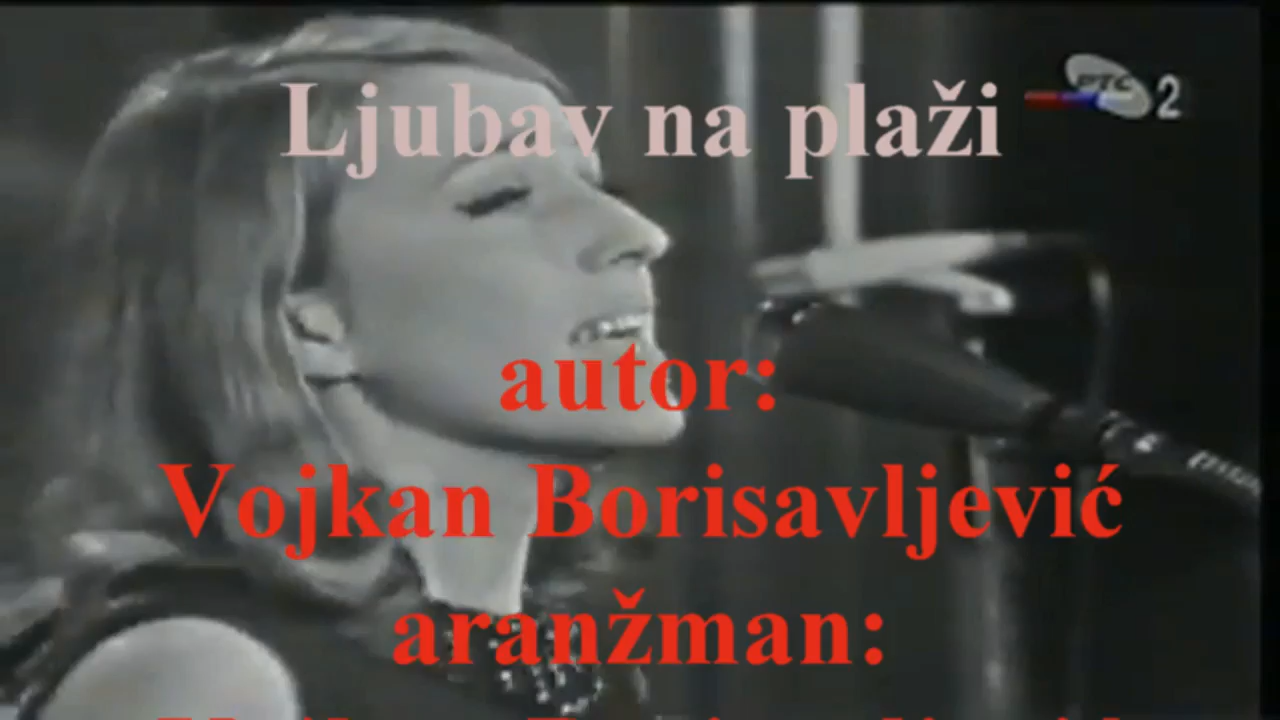 Ljubav na plaži
РТС 2
autor:
Vojkan Borisavljević
aranžman: